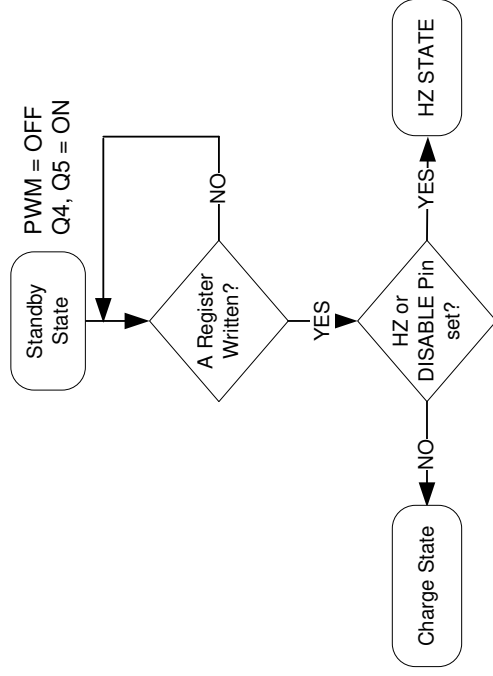 Standby
State
PWM = OFF
Q4, Q5 = ON
A Register
Written?
NO
YES
HZ or
DISABLE Pin
set?
NO
YES
Charge State
HZ STATE